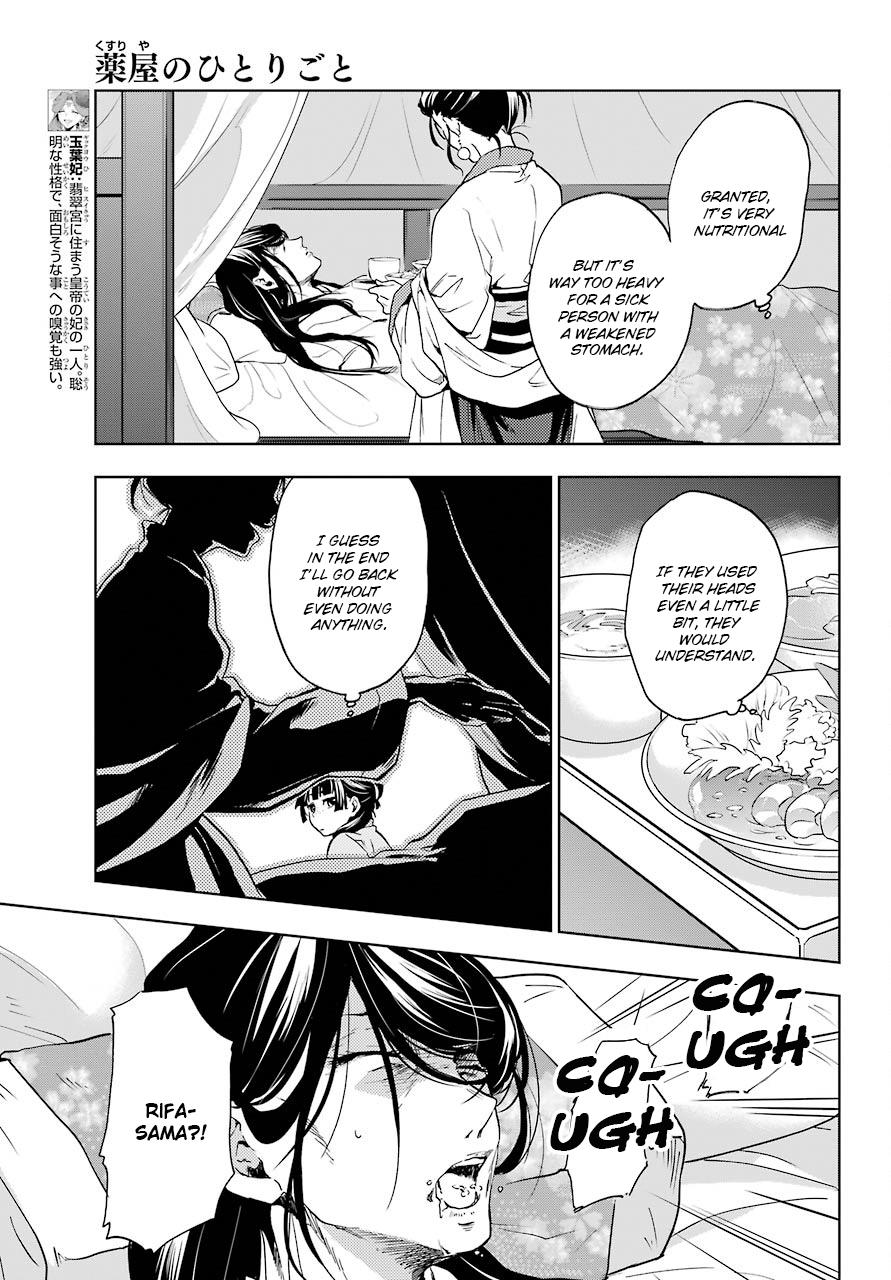 くすり や
薬屋のひとりごと
玉葉妃:翡翠宮に住まう皇帝の妃の一人。聡
明な性格で、面白そうな事への嗅覚も強い。
GRANTED,
IT'S VERY
NUTRITIONAL
BUT IT'S
WAY TOO HEAVY
FOR A SICK
PERSON WITH
A WEAKENED
STOMACH.
IF THEY USED
THEIR HEADS
EVEN A LITTLE
BIT, THEY
WOULD
UNDERSTAND.
I GUESS
IN THE END
I'LL GO BACK
WITHOUT
EVEN DOING
ANYTHING.
CO-
UGH
CO-
UGH
RIFA-
SAMA?!